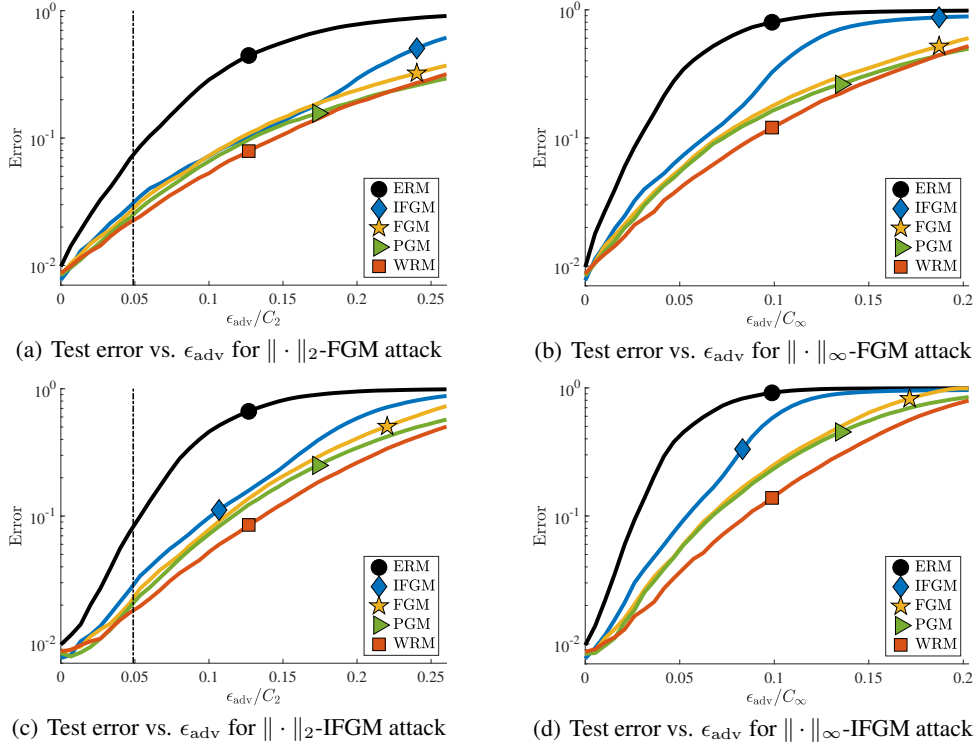 10^0
10^-1
10^-2
Error
0 0.05 0.1 0.15 0.2 0.25
ϵ_adv/C_2
ERM
IFGM
FGM
PGM
WRM
(a) Test error vs. ϵ_adv for ‖ · ‖_2-FGM attack
10^0
10^-1
10^-2
Error
0 0.05 0.1 0.15 0.2
ϵ_adv/C_∞
ERM
IFGM
FGM
PGM
WRM
(b) Test error vs. ϵ_adv for ‖ · ‖_∞-FGM attack
10^0
10^-1
10^-2
Error
0 0.05 0.1 0.15 0.2 0.25
ϵ_adv/C_2
ERM
IFGM
FGM
PGM
WRM
(c) Test error vs. ϵ_adv for ‖ · ‖_2-IFGM attack
10^0
10^-1
10^-2
Error
0 0.05 0.1 0.15 0.2
ϵ_adv/C_∞
ERM
IFGM
FGM
PGM
WRM
(d) Test error vs. ϵ_adv for ‖ · ‖_∞-IFGM attack